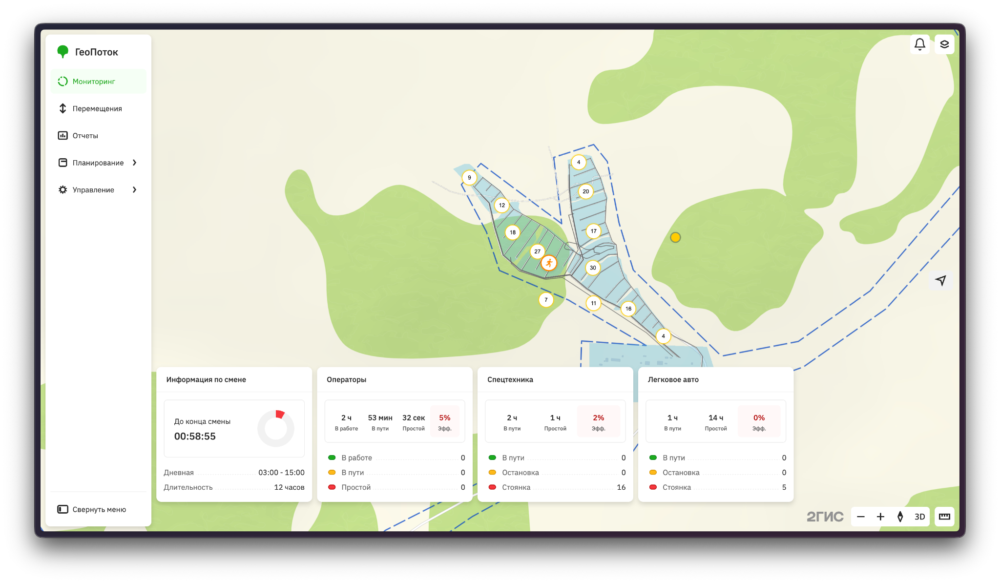 ГеоПоток
Мониторинг
Перемещения
Отчеты
Планирование
Управление
Свернуть меню
4
9
20
12
17
18
27
30
7
11
16
4
Информация по смене
До конца смены
00:58:55
Дневная 03:00 - 15:00
Длительность 12 часов
Операторы
2 ч 53 мин 32 сек 5%
В работе В пути Простой Эфф.
В работе 0
В пути 0
Простой 0
Спецтехника
2 ч 1 ч 2%
В пути Простой Эфф.
В пути 0
Остановка 0
Стоянка 16
Легковое авто
1 ч 14 ч 0%
В пути Простой Эфф.
В пути 0
Остановка 0
Стоянка 5
2ГИС
3D